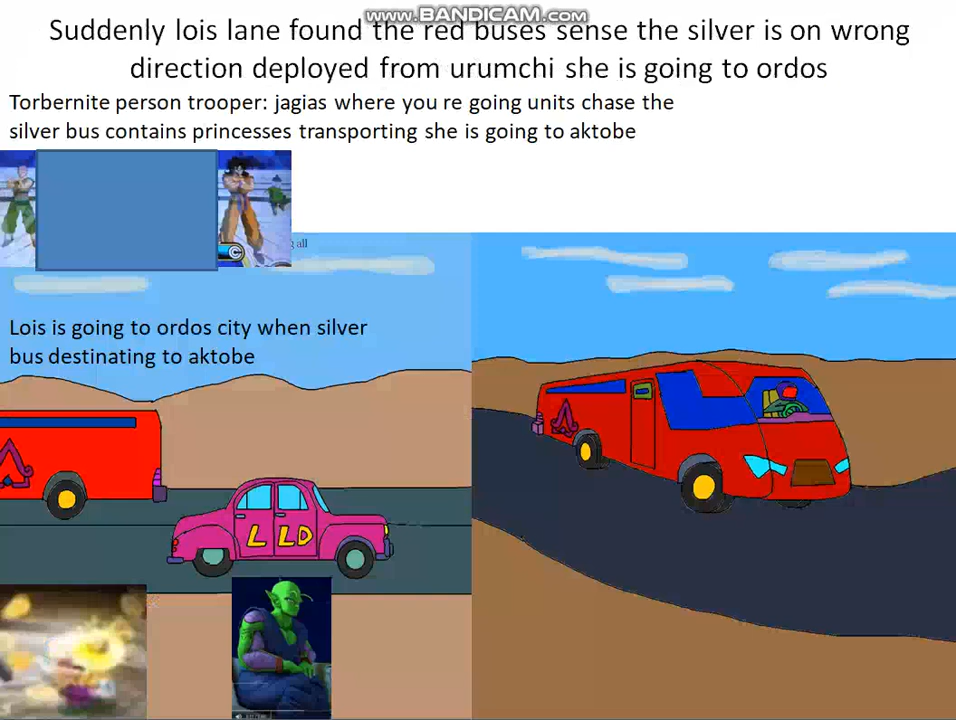 www.BANDICAM.com
Suddenly lois lane found the red buses sense the silver is on wrong
direction deployed from urumchi she is going to ordos
Torbernite person trooper: jagias where you re going units chase the
silver bus contains princesses transporting she is going to aktobe
all
Lois is going to ordos city when silver
bus destinating to aktobe
L LD